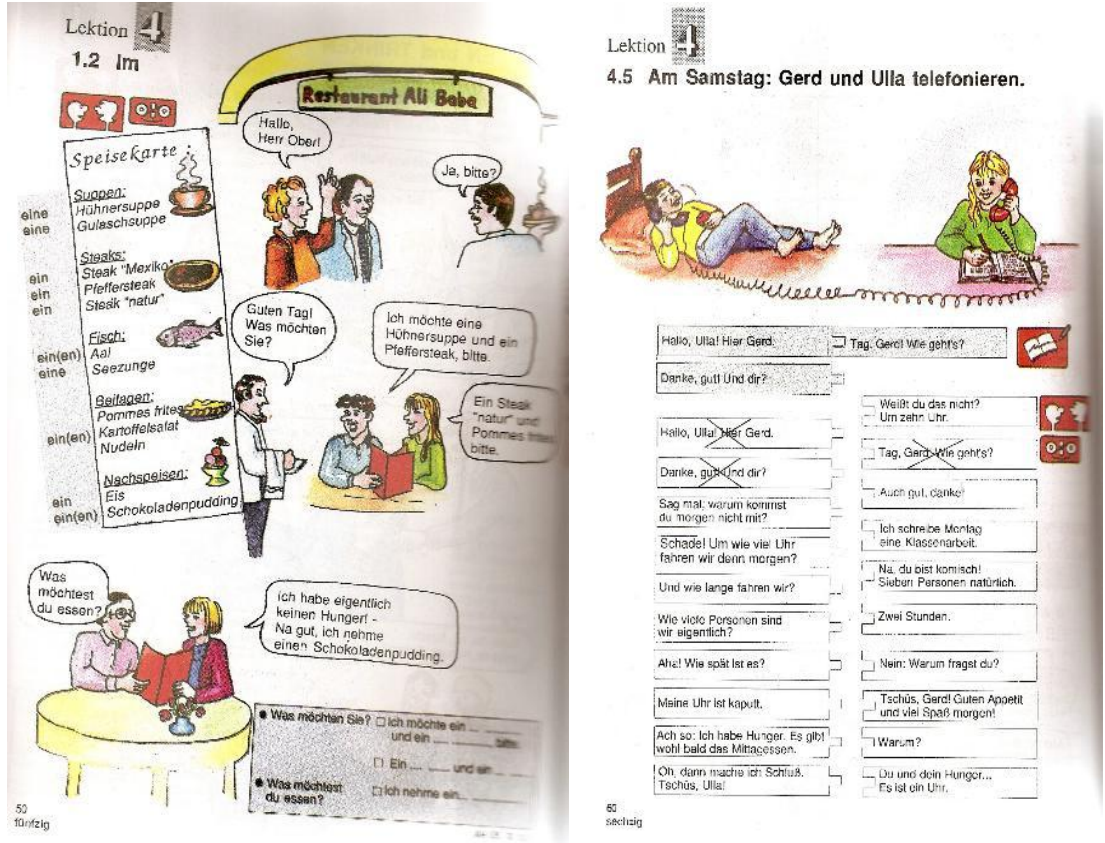 Lektion 4
1.2 Im
Restaurant Ali Baba
Hallo,
Herr Ober!
Ja, bitte?
Speisekarte:
Suppen:
eine Hühnersuppe
eine Gulaschsuppe
Steaks:
ein Steak "Mexiko"
ein Pfeffersteak
ein Steak "natur"
Fisch:
ein(en) Aal
eine Seezunge
Beilagen:
Pommes frites
ein(en) Kartoffelsalat
Nudeln
Nachspeisen:
ein Eis
ein(en) Schokoladenpudding
Guten Tag!
Was möchten
Sie?
Ich möchte eine
Hühnersuppe und ein
Pfeffersteak, bitte.
Ein Steak
"natur" und
Pommes frites
bitte.
Was
möchtest
du essen?
Ich habe eigentlich
keinen Hunger! -
Na gut, ich nehme
einen Schokoladenpudding.
Was möchten Sie? Ich möchte ein __ ____
und ein __ ____ bitte.
Ein __ ____ und ein __ ____
Was möchtest
du essen? Ich nehme ein __ ____
50
fünfzig
Lektion 4
4.5 Am Samstag: Gerd und Ulla telefonieren.
Hallo, Ulla! Hier Gerd.
Tag, Gerd! Wie geht's?
Danke, gut! Und dir?
Hallo, Ulla! Hier Gerd.
Danke, gut! Und dir?
Sag mal, warum kommst
du morgen nicht mit?
Schade! Um wie viel Uhr
fahren wir denn morgen?
Und wie lange fahren wir?
Wie viele Personen sind
wir eigentlich?
Aha! Wie spät ist es?
Meine Uhr ist kaputt.
Ach so: Ich habe Hunger. Es gibt
wohl bald das Mittagessen.
Oh, dann mache ich Schluß.
Tschüs, Ulla!
Weißt du das nicht?
Um zehn Uhr.
Tag, Gerd! Wie geht's?
Auch gut, danke!
Ich schreibe Montag
eine Klassenarbeit.
Na, du bist komisch!
Sieben Personen natürlich.
Zwei Stunden.
Nein: Warum fragst du?
Tschüs, Gerd! Guten Appetit
und viel Spaß morgen!
Warum?
Du und dein Hunger...
Es ist ein Uhr.
60
sechzig